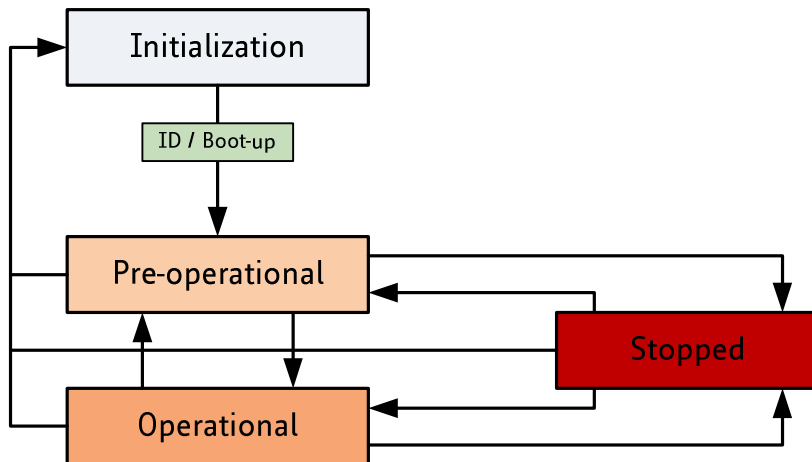 Initialization
ID / Boot-up
Pre-operational
Stopped
Operational